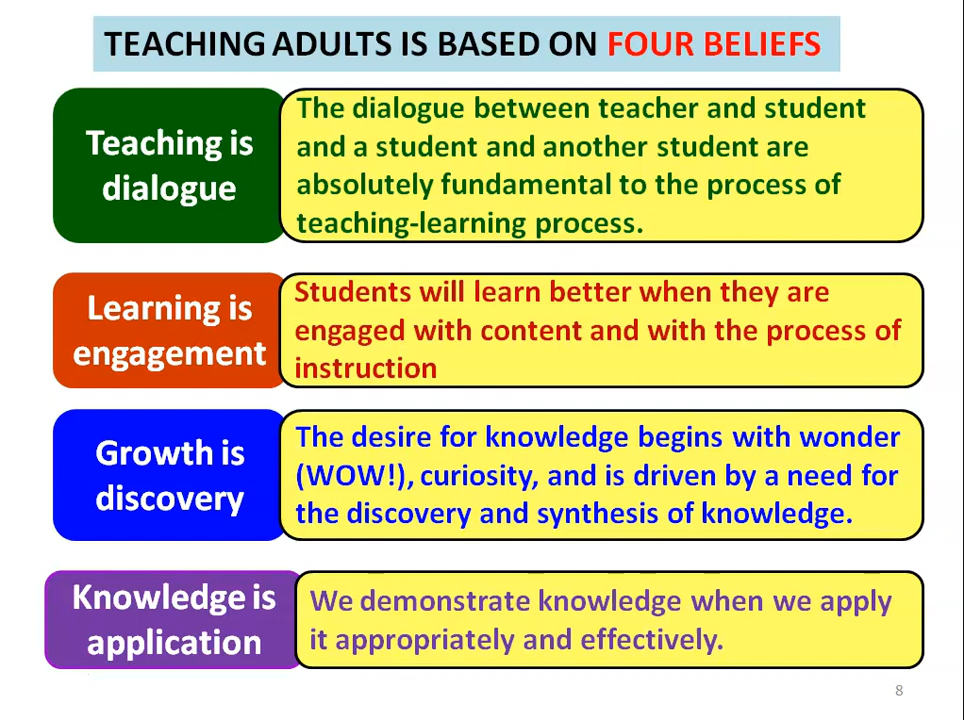 TEACHING ADULTS IS BASED ON FOUR BELIEFS
Teaching is
dialogue
The dialogue between teacher and student
and a student and another student are
absolutely fundamental to the process of
teaching-learning process.
Learning is
engagement
Students will learn better when they are
engaged with content and with the process of
instruction
Growth is
discovery
The desire for knowledge begins with wonder
(WOW!), curiosity, and is driven by a need for
the discovery and synthesis of knowledge.
Knowledge is
application
We demonstrate knowledge when we apply
it appropriately and effectively.
8